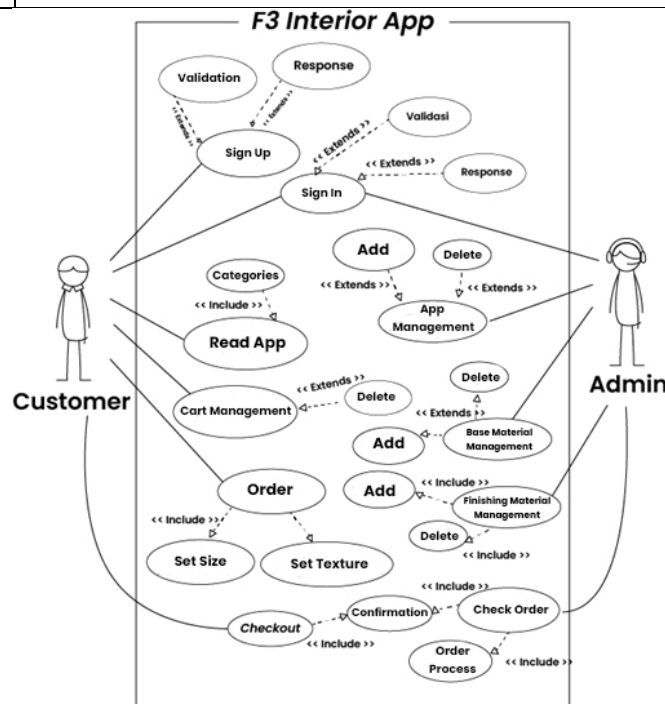 F3 Interior App
Validation
Response
<< Extends >>
<< Extends >>
Sign Up
Validasi
<< Extends >>
<< Extends >>
Response
Sign In
Add
Delete
Categories
<< Extends >>
<< Extends >>
<< Include >>
App
Management
Read App
Customer
Admin
Delete
<< Extends >>
Delete
Cart Management
<< Extends >>
Base Material
Management
Add
Order
Add
<< Include >>
Finishing Material
Management
<< Include >>
Delete
<< Include >>
Set Size
Set Texture
<< Include >>
Confirmation
Check Order
Checkout
<< Include >>
Order
Process
<< Include >>